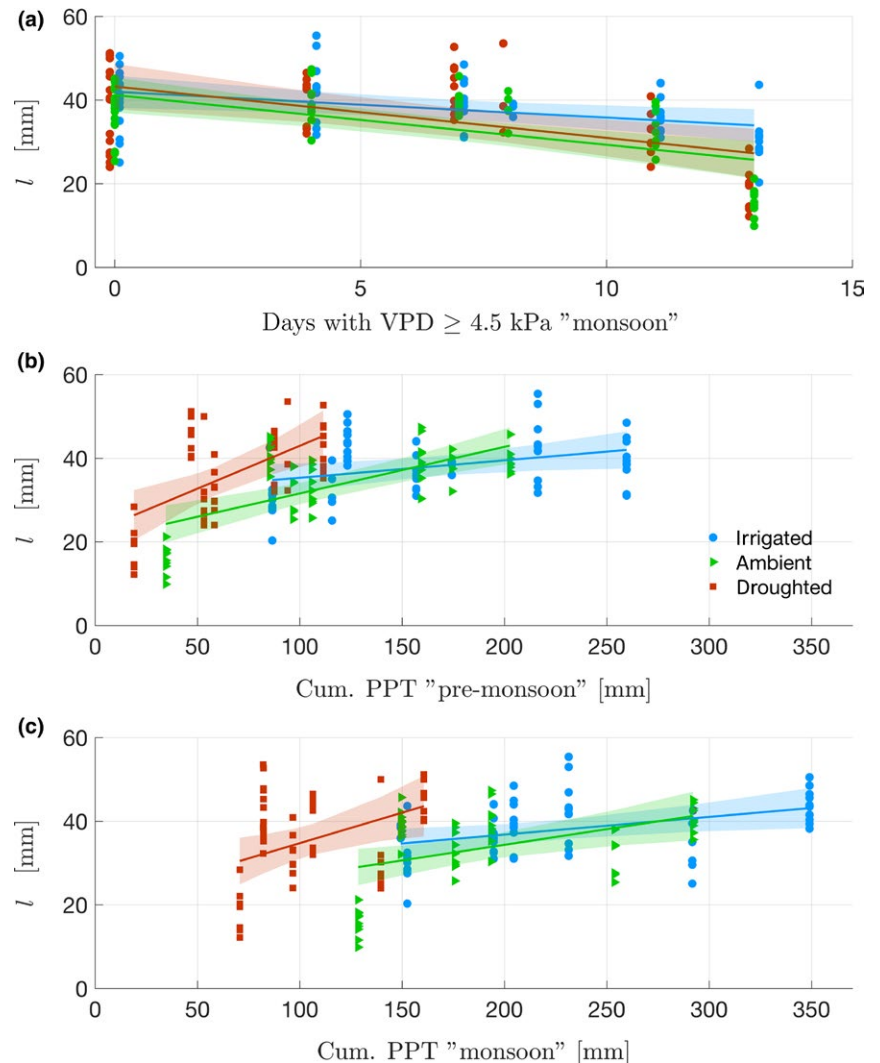 (a)
60
40
20
0
l [mm]
0 5 10 15
Days with VPD ≥ 4.5 kPa "monsoon"
(b)
60
40
20
0
l [mm]
Irrigated
Ambient
Droughted
0 50 100 150 200 250 300 350
Cum. PPT "pre-monsoon" [mm]
(c)
60
40
20
0
l [mm]
0 50 100 150 200 250 300 350
Cum. PPT "monsoon" [mm]